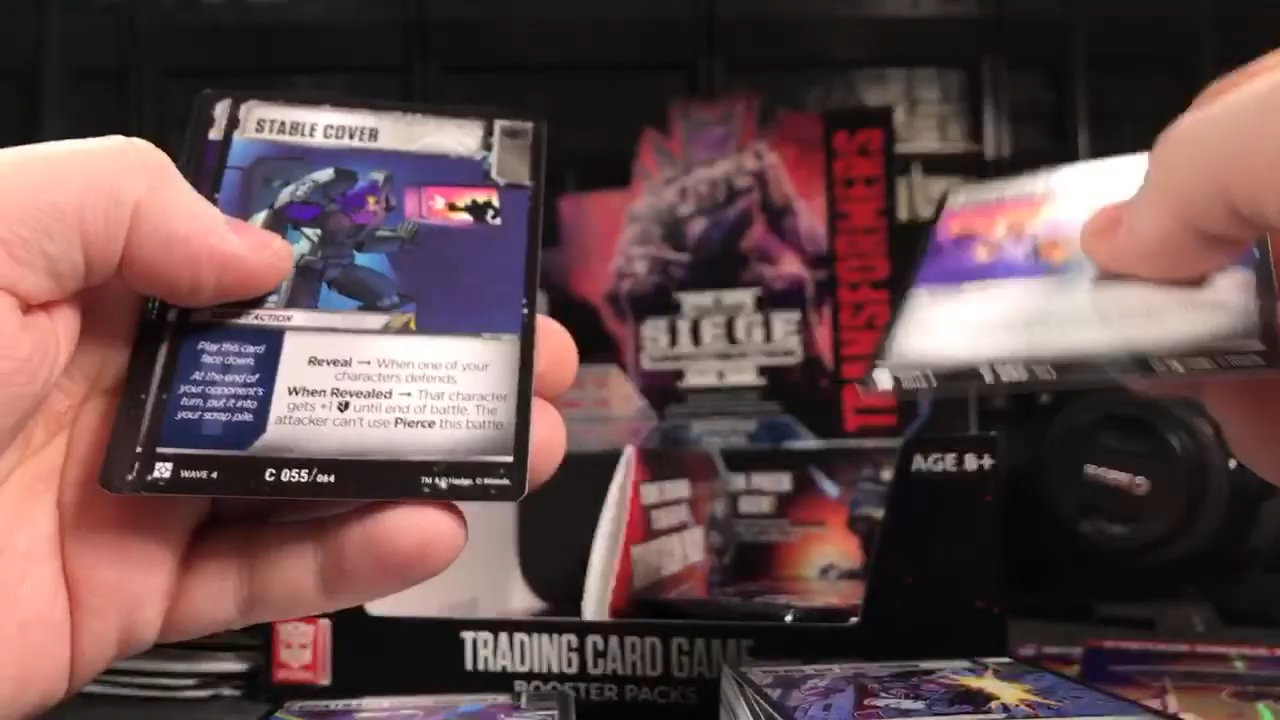 STABLE COVER
ACTION
Play this card
face down.
At the end of
your opponent's
turn, put it into
your scrap pile.
Reveal → When one of your
characters defends.
When Revealed → That character
gets +1 until end of battle. The
attacker can't use Pierce this battle.
WAVE 4
C 055/064
TM & © Hasbro.
SIEGE
TRANSFORMERS
AGE 8+
TRADING CARD GAME
BOOSTER PACKS